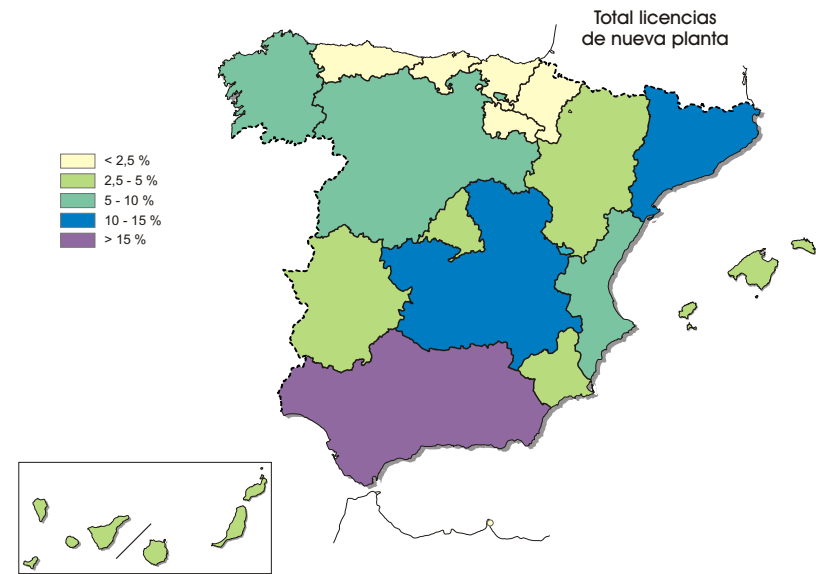 Total licencias
de nueva planta
< 2,5 %
2,5 - 5 %
5 - 10 %
10 - 15 %
> 15 %